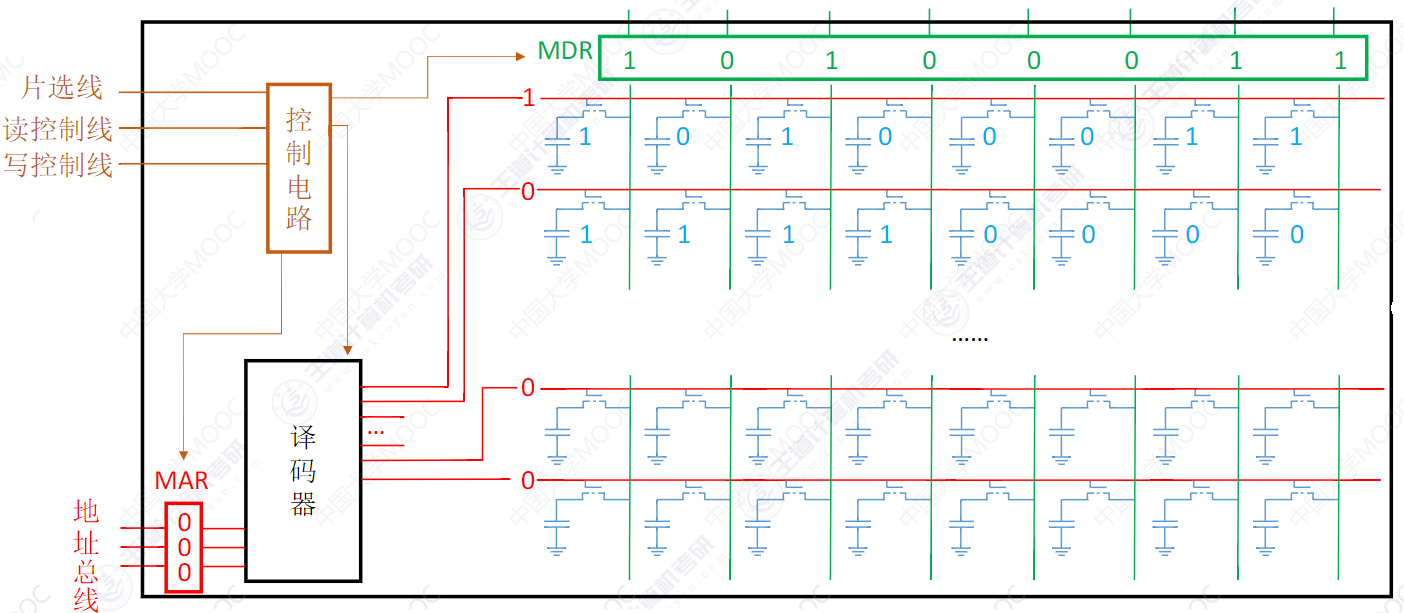 MDR 1 0 1 0 0 0 1 1
片选线
读控制线
写控制线
控制电路
1
1 0 1 0 0 0 1 1
0
1 1 1 1 0 0 0 0
……
0
0
译码器
...
MAR
0
0
0
地址总线
中国大学MOOC
王道计算机考研
www.cskaoyan.com